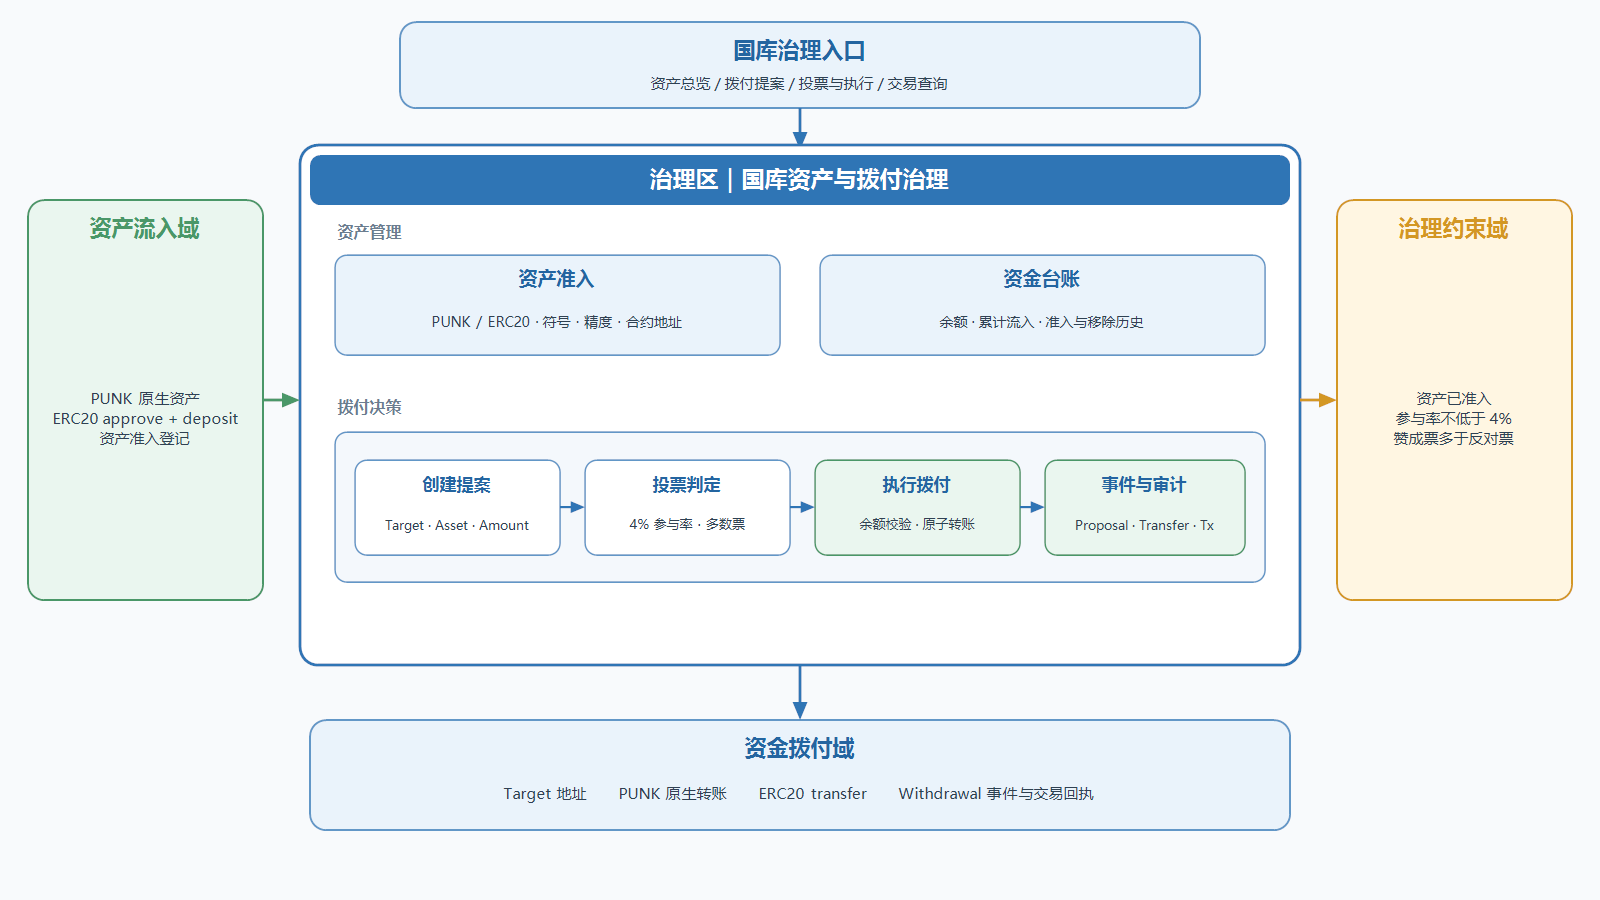 国库治理入口
资产总览 / 拨付提案 / 投票与执行 / 交易查询
治理区｜国库资产与拨付治理
资产流入域
PUNK 原生资产
ERC20 approve + deposit
资产准入登记
资产管理
资产准入
PUNK / ERC20 · 符号 · 精度 · 合约地址
资金台账
余额 · 累计流入 · 准入与移除历史
拨付决策
创建提案
Target · Asset · Amount
投票判定
4% 参与率 · 多数票
执行拨付
余额校验 · 原子转账
事件与审计
Proposal · Transfer · Tx
治理约束域
资产已准入
参与率不低于 4%
赞成票多于反对票
资金拨付域
Target 地址 PUNK 原生转账 ERC20 transfer Withdrawal 事件与交易回执